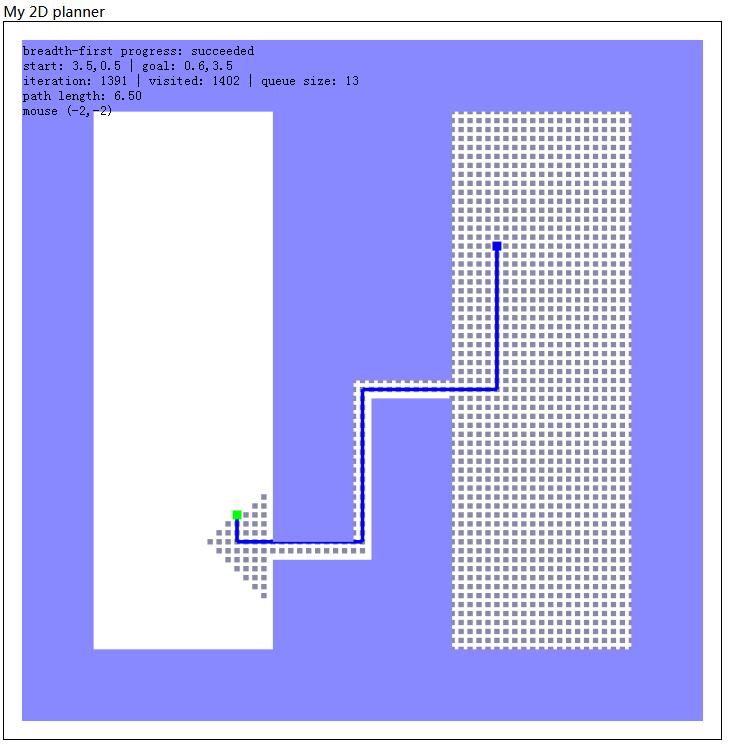 My 2D planner
breadth-first progress: succeeded
start: 3.5,0.5 | goal: 0.6,3.5
iteration: 1391 | visited: 1402 | queue size: 13
path length: 6.50
mouse (-2,-2)